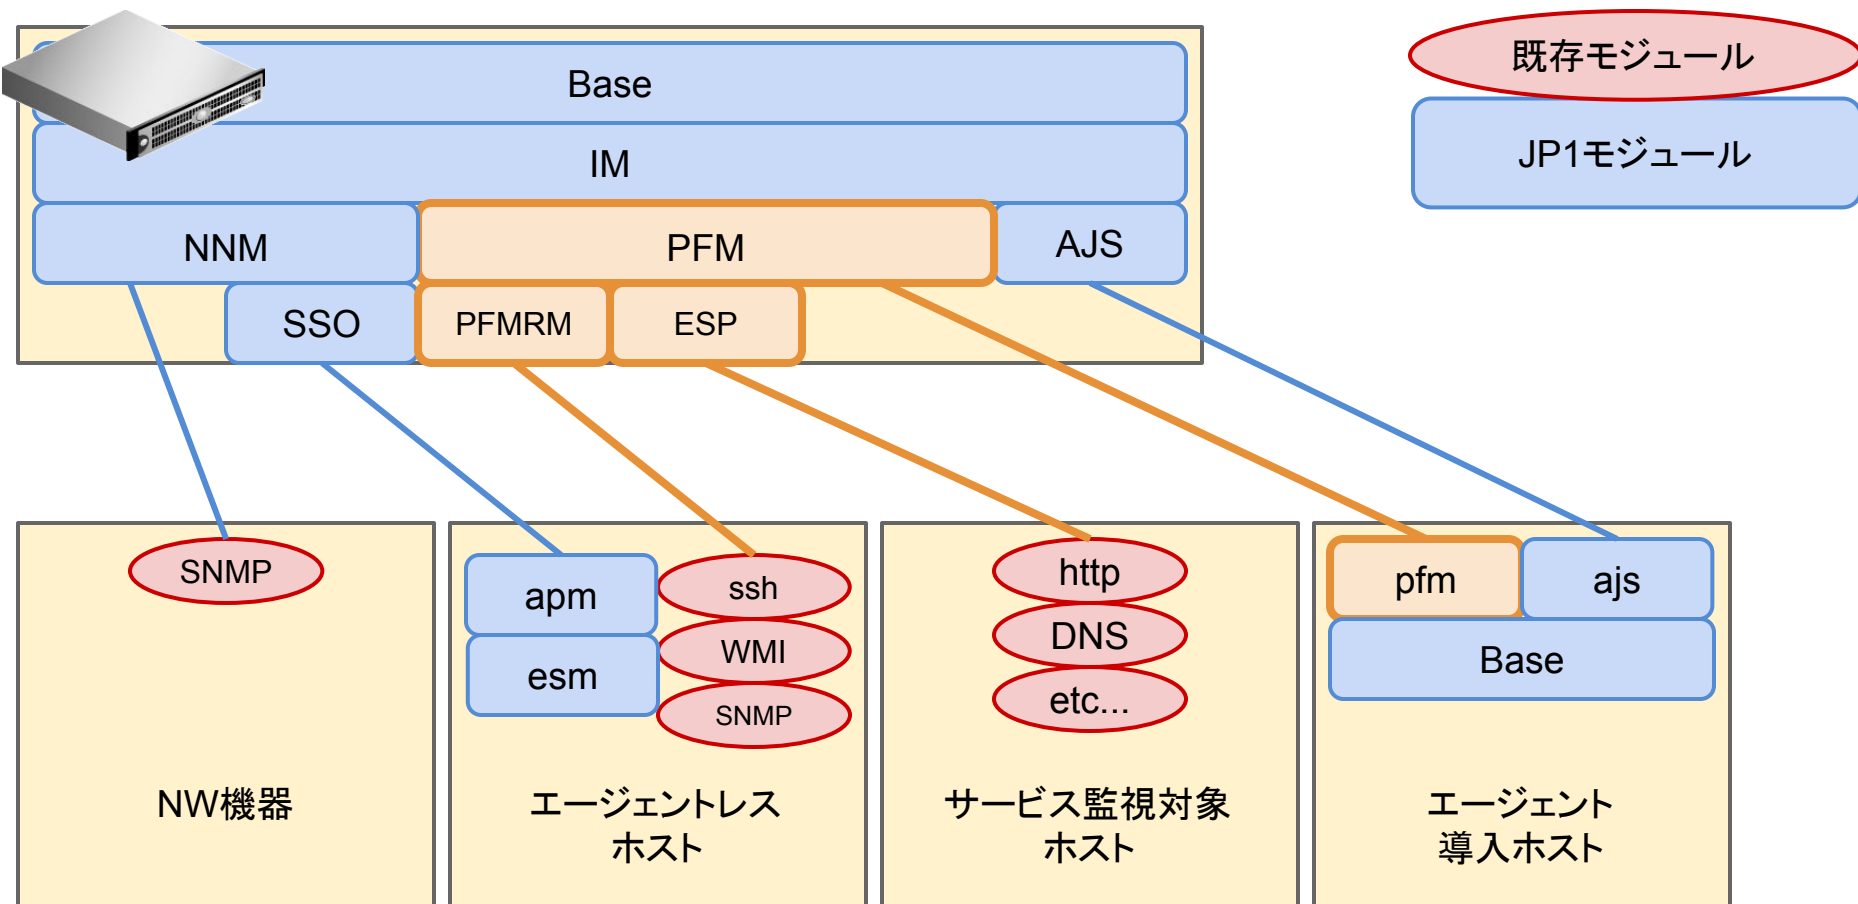 Base
既存モジュール
JP1モジュール
IM
NNM
PFM
AJS
SSO
PFMRM
ESP
SNMP
apm
esm
ssh
WMI
SNMP
http
DNS
etc...
pfm
ajs
Base
NW機器
エージェントレス
ホスト
サービス監視対象
ホスト
エージェント
導入ホスト